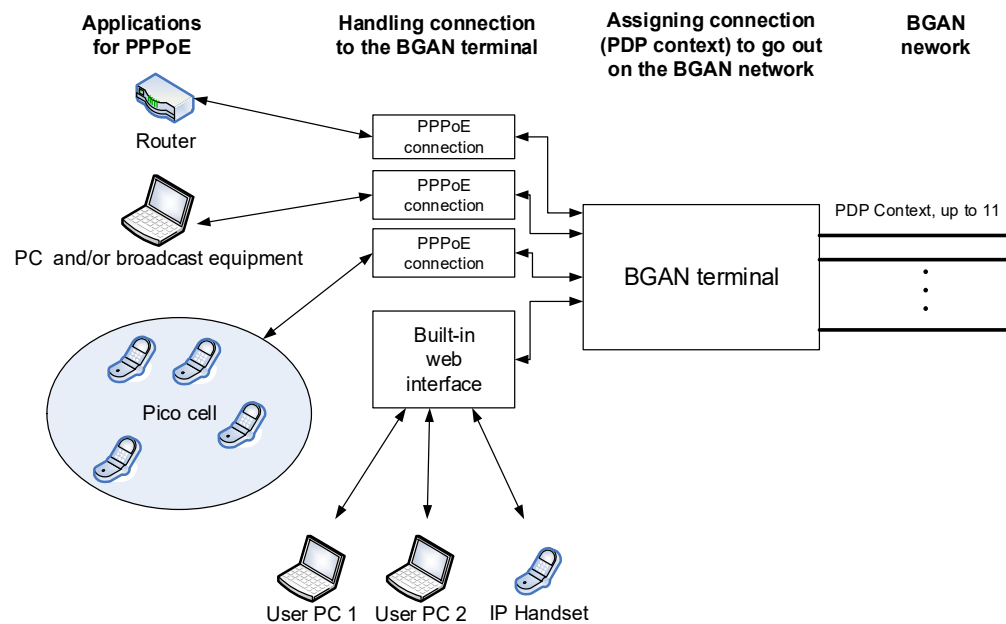 Applications
for PPPoE
Handling connection
to the BGAN terminal
Assigning connection
(PDP context) to go out
on the BGAN network
BGAN
nework
Router
PPPoE
connection
PPPoE
connection
PC and/or broadcast equipment
PPPoE
connection
BGAN terminal
PDP Context, up to 11
Built-in
web
interface
Pico cell
User PC 1
User PC 2
IP Handset